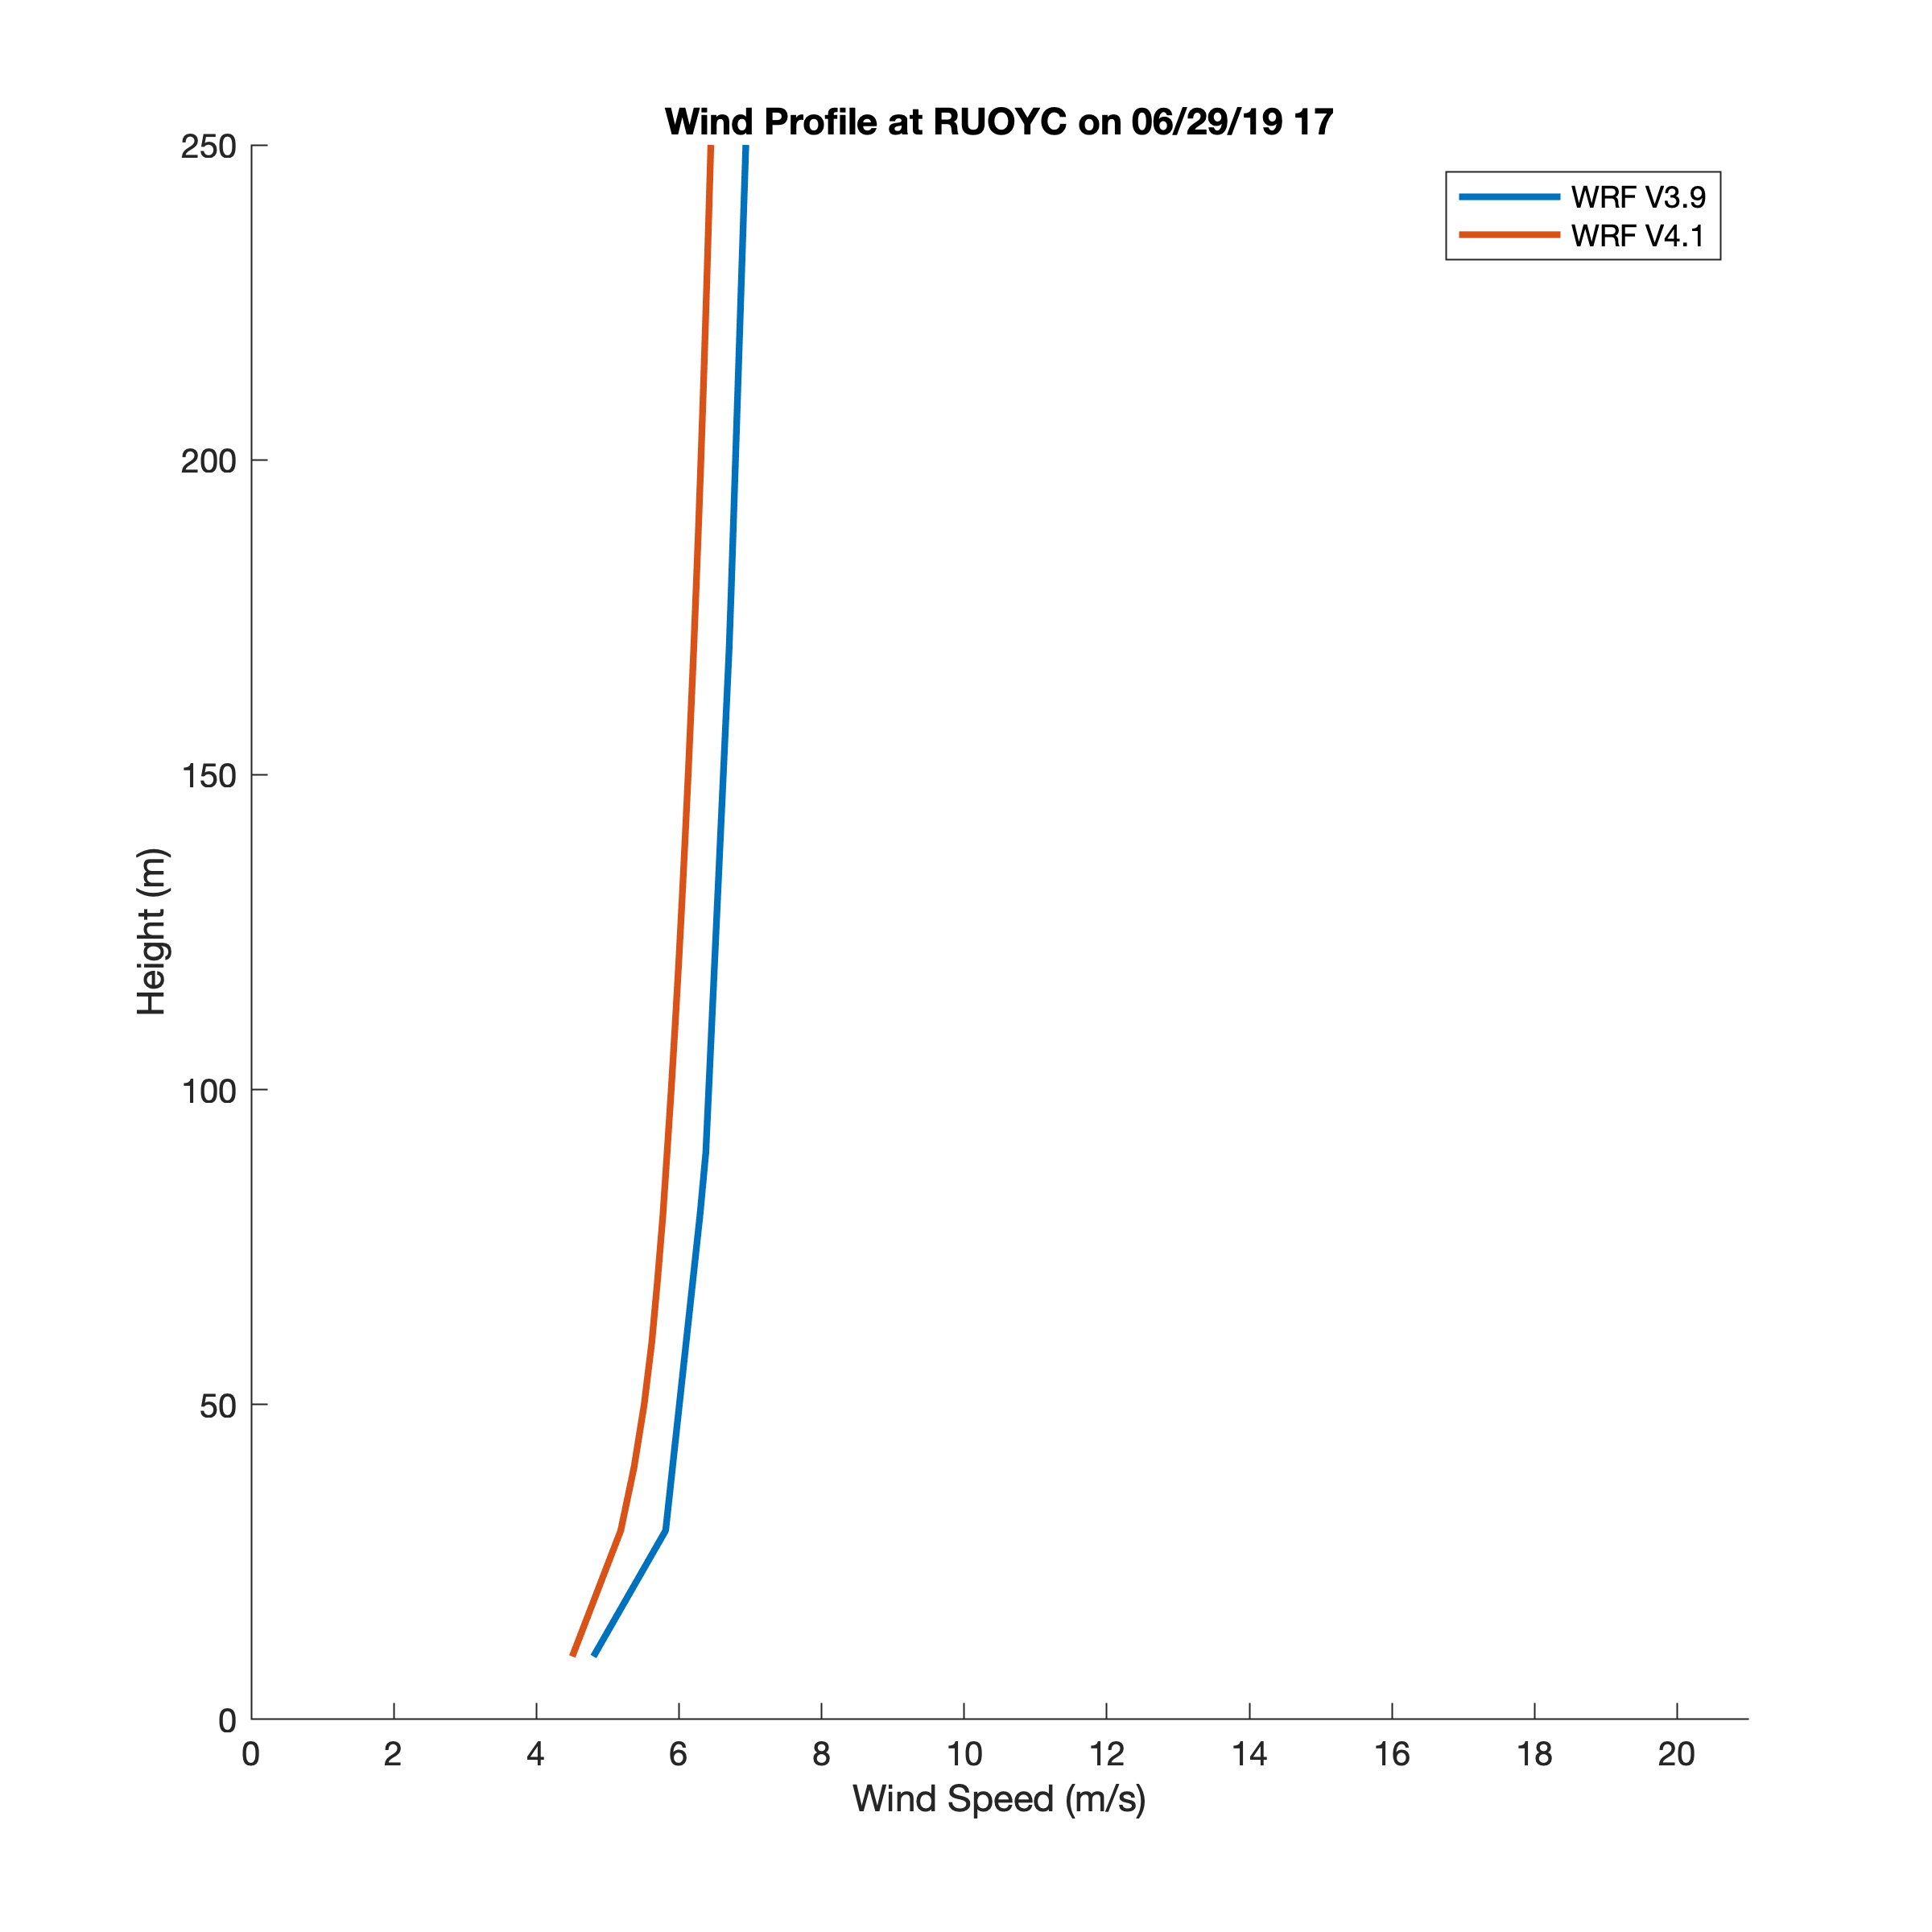 Wind Profile at RUOYC on 06/29/19 17
WRF V3.9
WRF V4.1
250
200
150
100
50
0
Height (m)
0 2 4 6 8 10 12 14 16 18 20
Wind Speed (m/s)